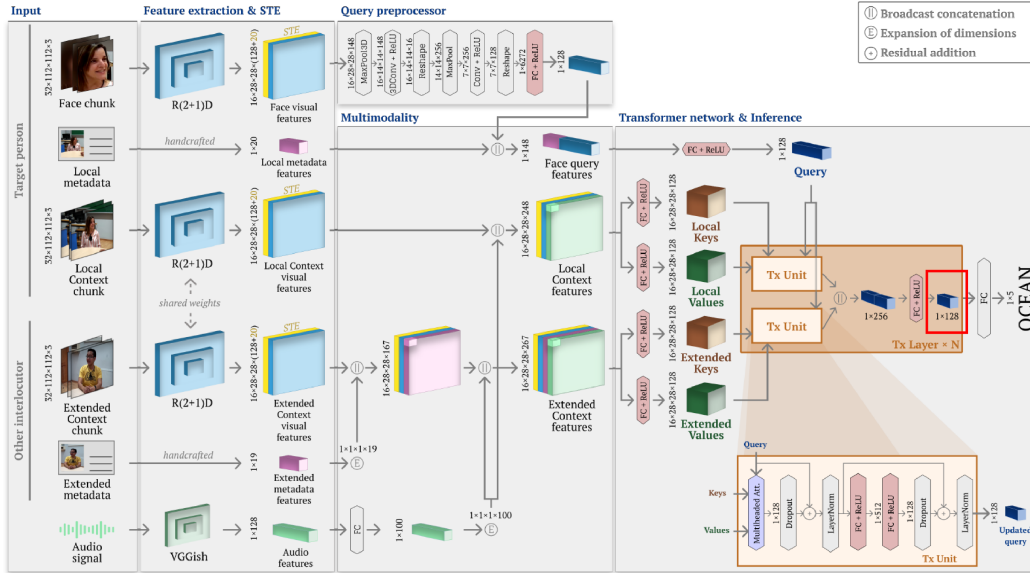 Input
Feature extraction & STE
Query preprocessor
|| Broadcast concatenation
E Expansion of dimensions
+ Residual addition
Target person
32×112×112×3
Face chunk
R(2+1)D
16×28×28×(128+20)
STE
Face visual
features
16×28×28×148
MaxPool3D
16×14×14×148
3DConv + ReLU
16×14×14×16
Reshape
14×14×256
MaxPool
7×7×256
Conv + ReLU
7×7×128
Reshape
1×6272
FC + ReLU
1×128
Multimodality
Transformer network & Inference
Local
metadata
handcrafted
1×20
Local metadata
features
||
1×148
Face query
features
FC + ReLU
1×128
Query
32×112×112×3
Local
Context
chunk
R(2+1)D
16×28×28×(128+20)
STE
Local Context
visual
features
||
16×28×28×248
Local
Context
features
FC + ReLU
16×28×28×128
Local
Keys
FC + ReLU
16×28×28×128
Local
Values
shared weights
Tx Unit
Tx Unit
||
1×256
FC + ReLU
1×128
Tx Layer × N
FC
1×5
OCEAN
Other interlocutor
32×112×112×3
Extended
Context
chunk
R(2+1)D
16×28×28×(128+20)
STE
Extended
Context
visual
features
||
16×28×28×167
||
16×28×28×267
Extended
Context
features
FC + ReLU
16×28×28×128
Extended
Keys
FC + ReLU
16×28×28×128
Extended
Values
Extended
metadata
handcrafted
1×19
Extended metadata
features
E
1×1×1×19
Audio
signal
VGGish
1×128
Audio
features
FC
1×100
E
1×1×1×100
Query
Keys
Values
Multiheaded Att.
1×128
Dropout
+
LayerNorm
FC + ReLU
1×512
FC + ReLU
1×128
Dropout
+
LayerNorm
1×128
Updated
query
Tx Unit